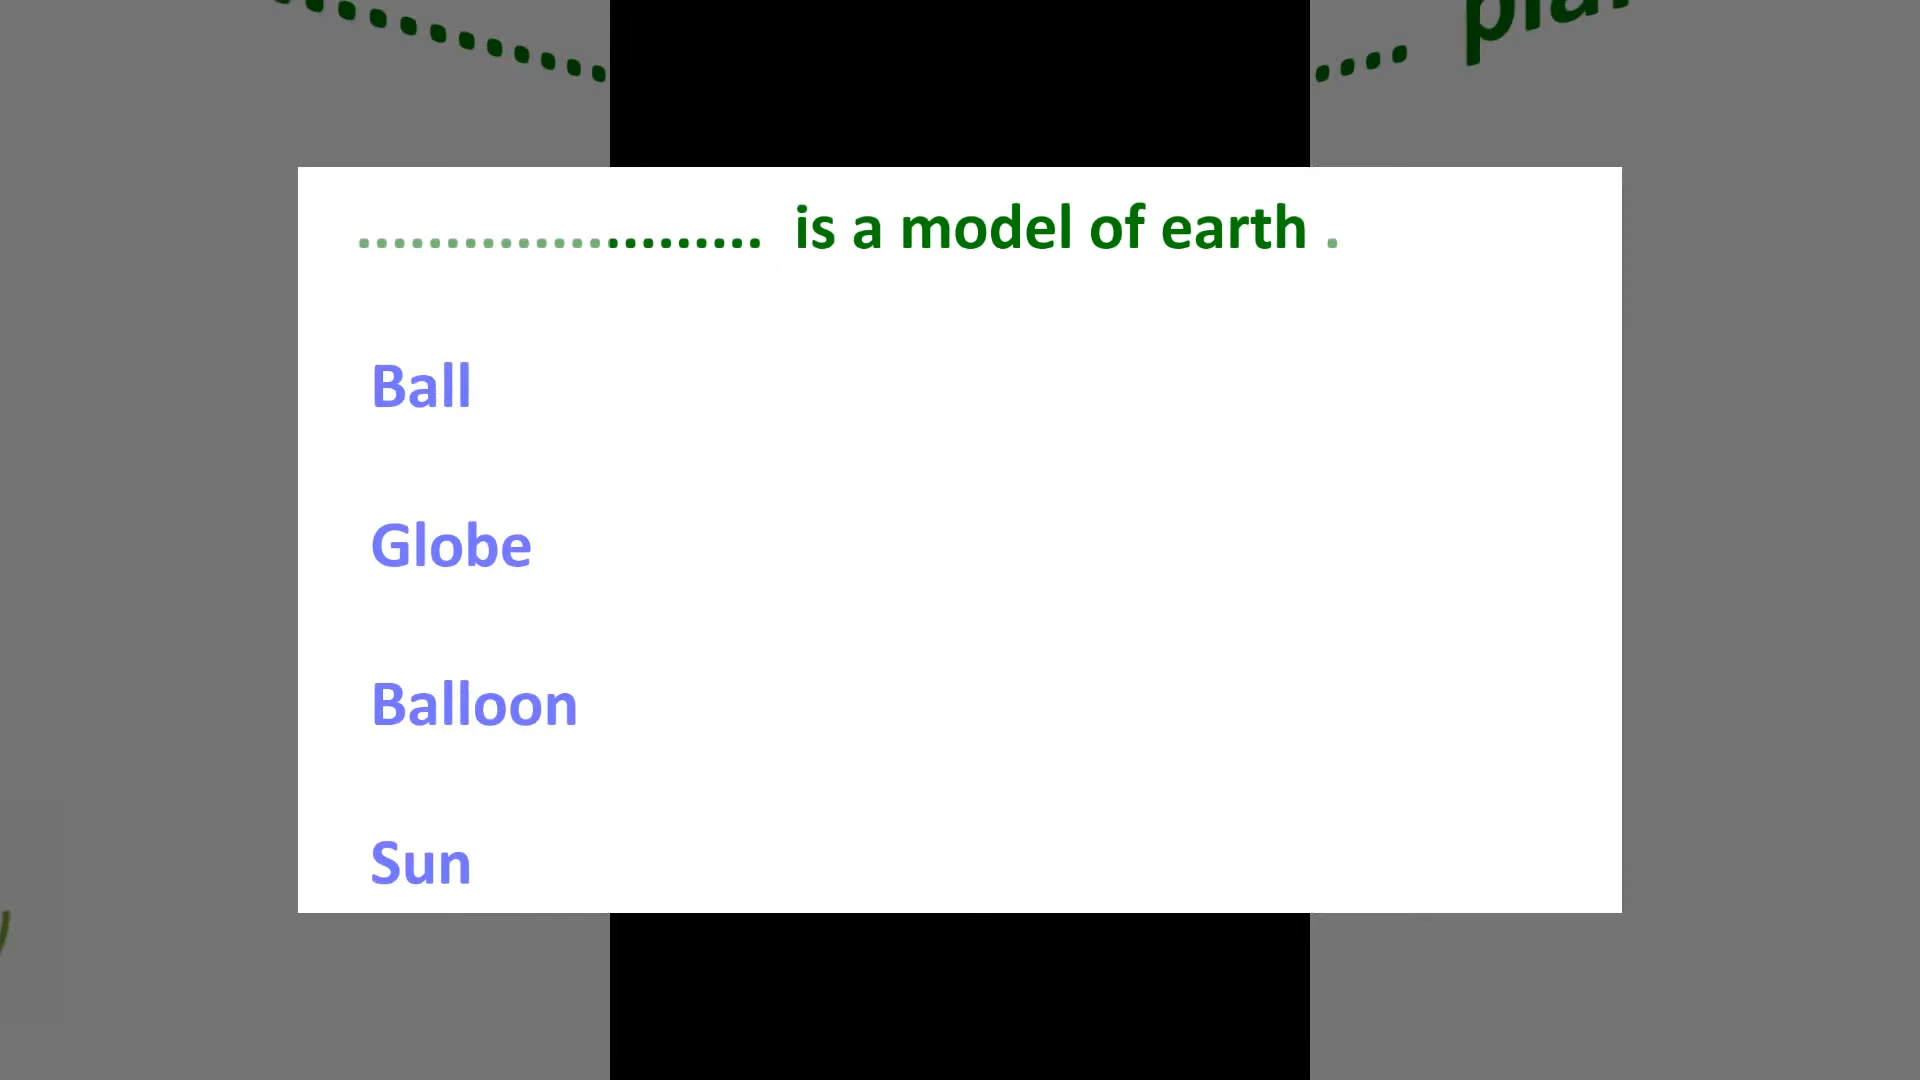 ....................... is a model of earth .
Ball
Globe
Balloon
Sun